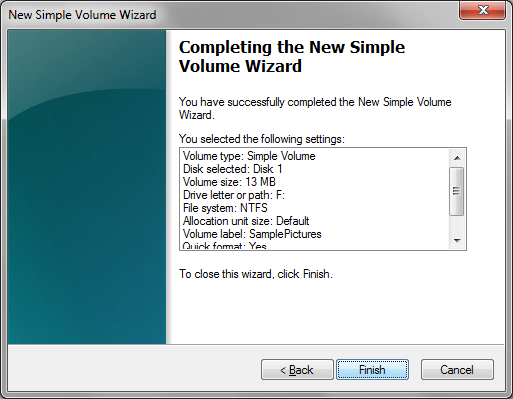 New Simple Volume Wizard
Completing the New Simple
Volume Wizard
You have successfully completed the New Simple Volume
Wizard.
You selected the following settings:
Volume type: Simple Volume
Disk selected: Disk 1
Volume size: 13 MB
Drive letter or path: F:
File system: NTFS
Allocation unit size: Default
Volume label: SamplePictures
Quick format: Yes
To close this wizard, click Finish.
< Back
Finish
Cancel